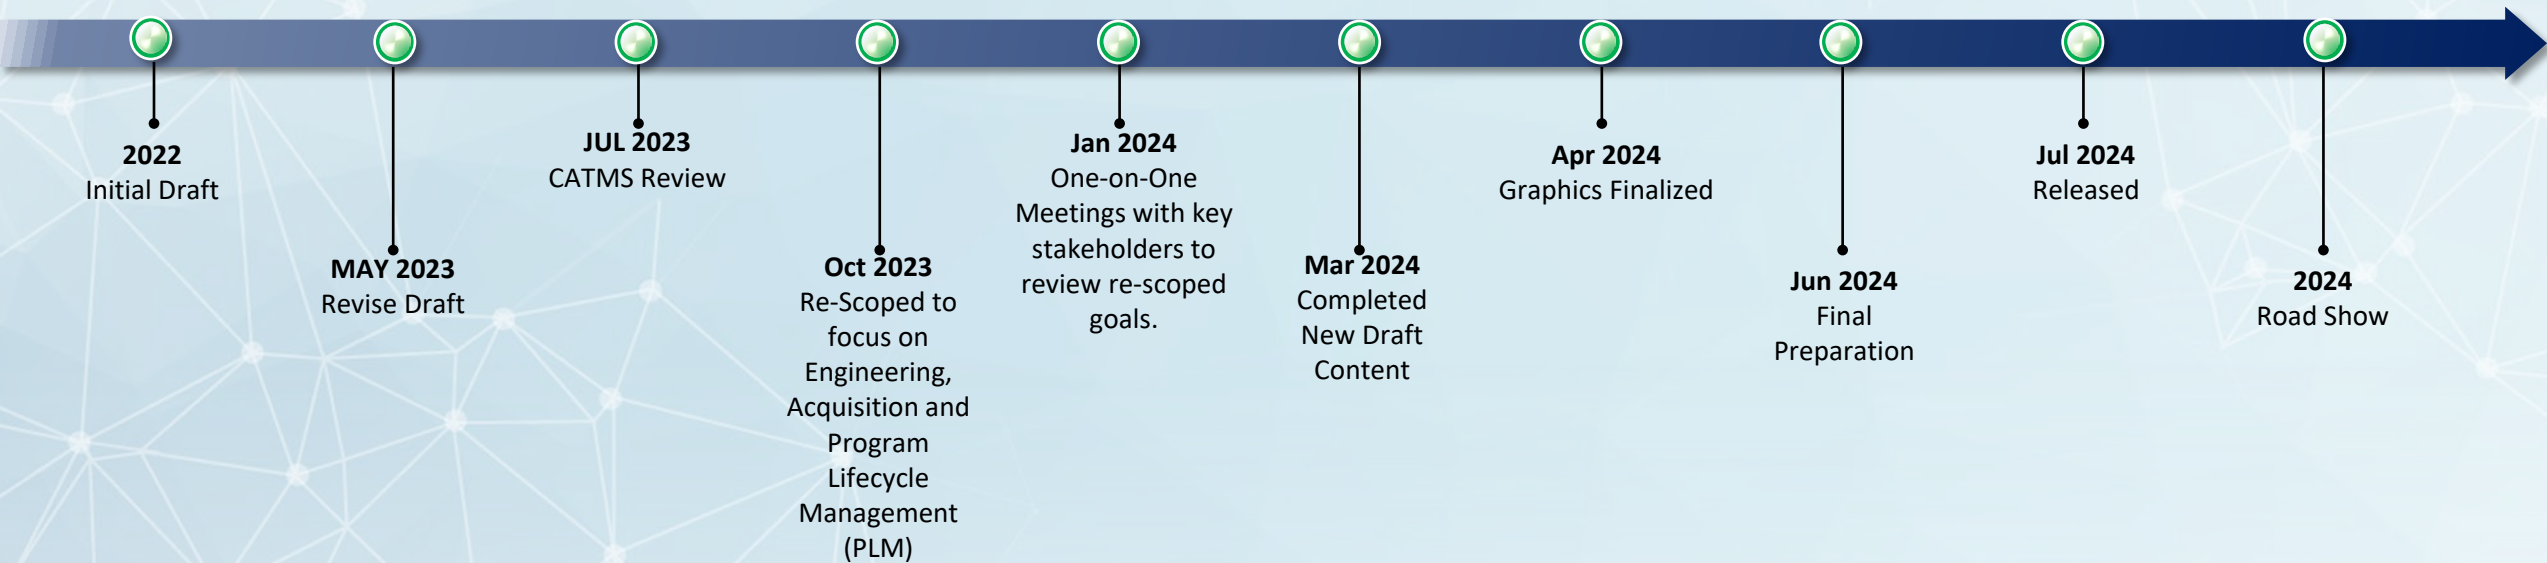 2022
Initial Draft
MAY 2023
Revise Draft
JUL 2023
CATMS Review
Oct 2023
Re-Scoped to
focus on
Engineering,
Acquisition and
Program
Lifecycle
Management
(PLM)
Jan 2024
One-on-One
Meetings with key
stakeholders to
review re-scoped
goals.
Mar 2024
Completed
New Draft
Content
Apr 2024
Graphics Finalized
Jun 2024
Final
Preparation
Jul 2024
Released
2024
Road Show